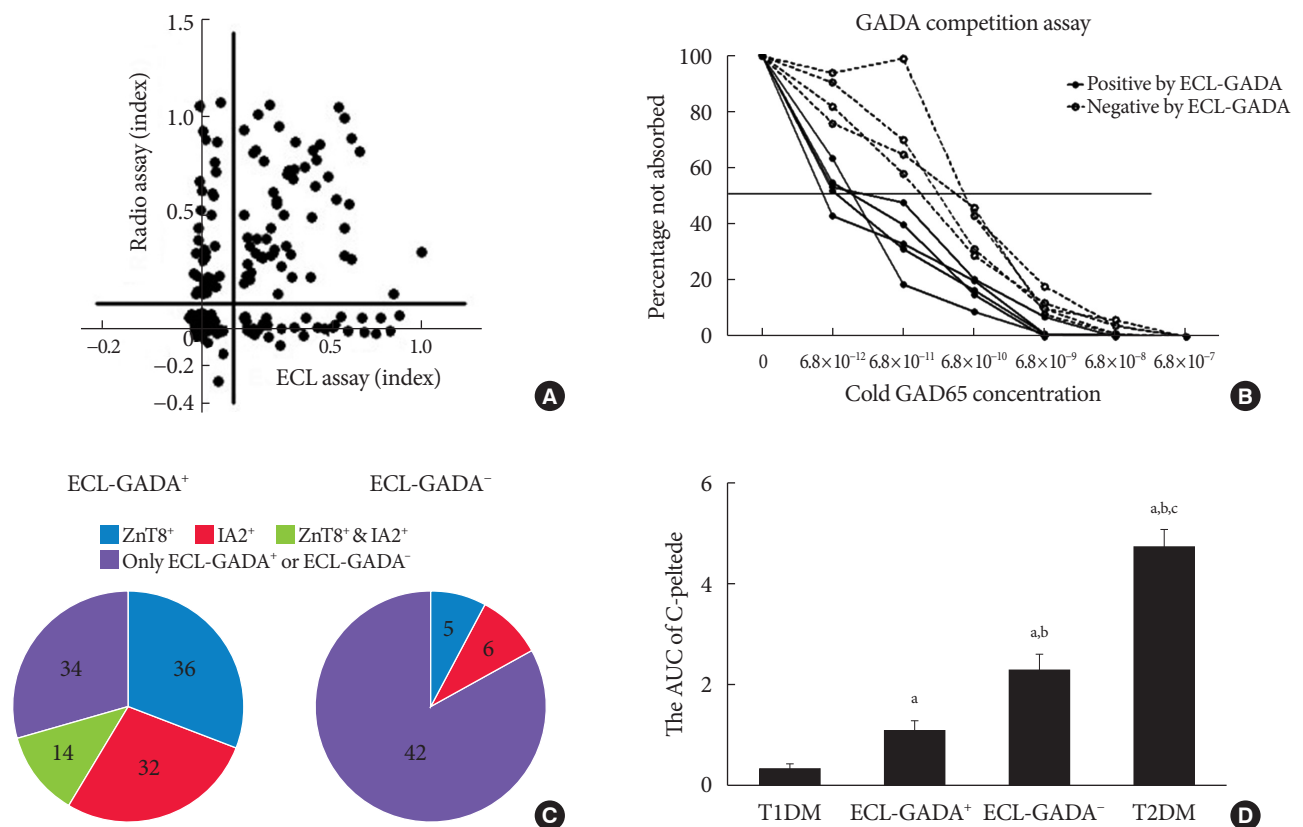 1.5
1.0
0.5
0
−0.2
−0.4
−0.2
0.5
1.0
Radio assay (index)
ECL assay (index)
A
GADA competition assay
100
80
60
40
20
0
Percentage not absorbed
Positive by ECL-GADA
Negative by ECL-GADA
0
6.8×10⁻¹²
6.8×10⁻¹¹
6.8×10⁻¹⁰
6.8×10⁻⁹
6.8×10⁻⁸
6.8×10⁻⁷
Cold GAD65 concentration
B
ECL-GADA⁺
ECL-GADA⁻
ZnT8⁺
IA2⁺
ZnT8⁺ & IA2⁺
Only ECL-GADA⁺ or ECL-GADA⁻
34
36
14
32
5
6
42
C
6
4
2
0
The AUC of C-peltede
a
a,b
a,b,c
T1DM
ECL-GADA⁺
ECL-GADA⁻
T2DM
D